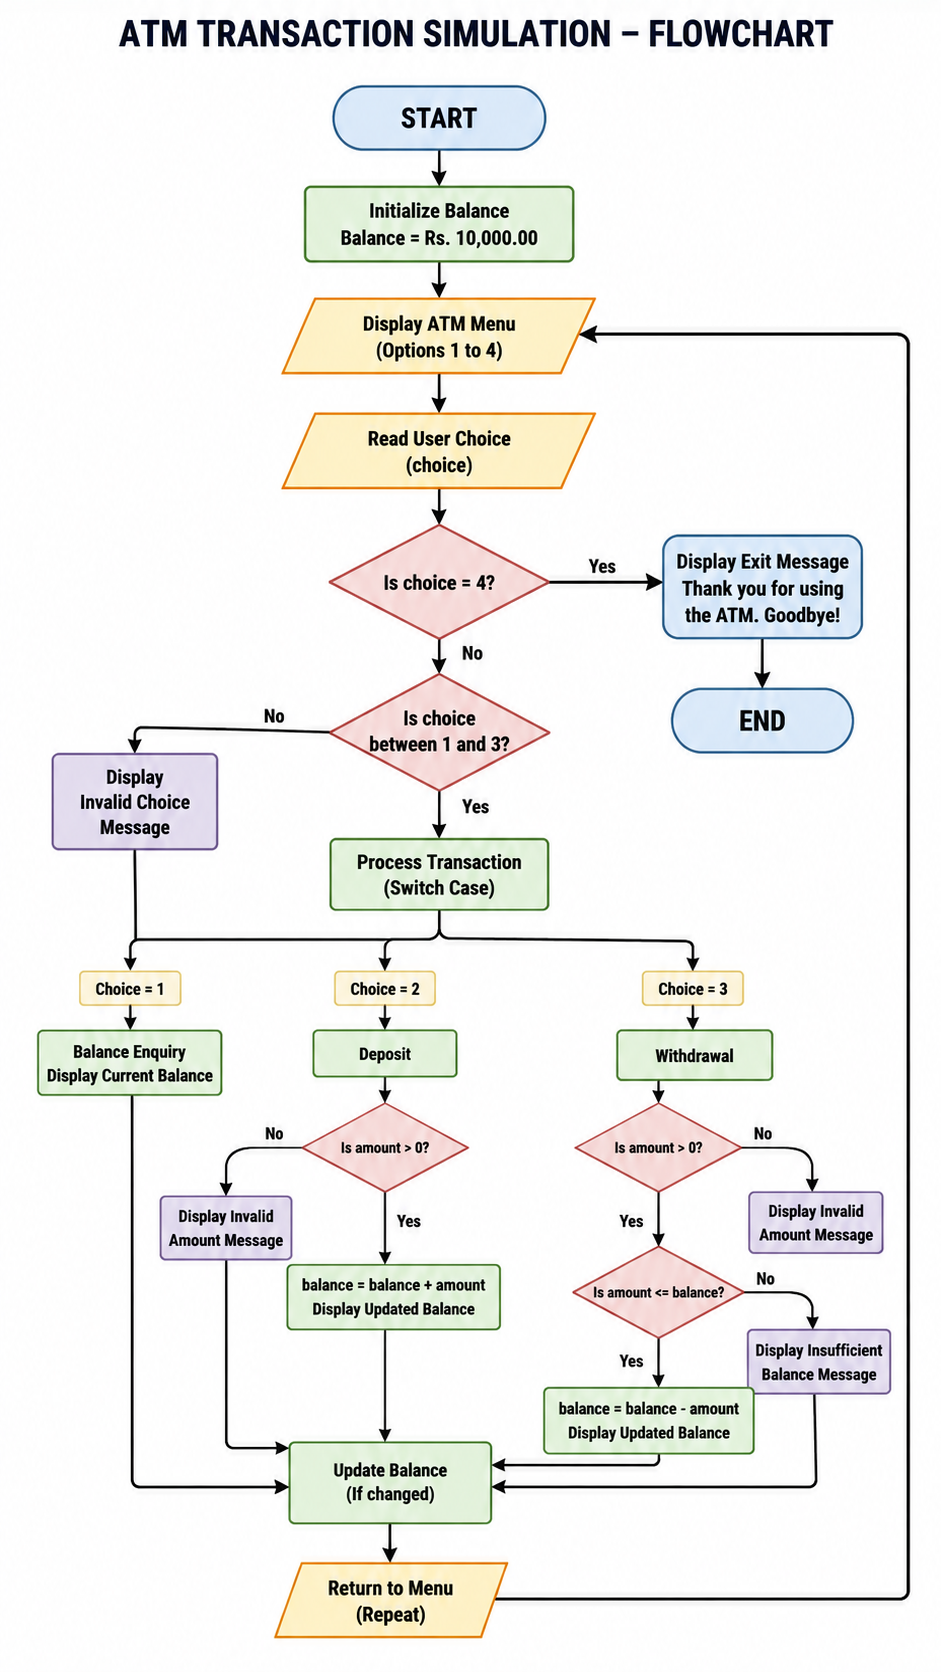 ATM TRANSACTION SIMULATION – FLOWCHART
START
Initialize Balance
Balance = Rs. 10,000.00
Display ATM Menu
(Options 1 to 4)
Read User Choice
(choice)
Is choice = 4?
Yes
Display Exit Message
Thank you for using
the ATM. Goodbye!
No
END
Is choice
between 1 and 3?
No
Display
Invalid Choice
Message
Yes
Process Transaction
(Switch Case)
Choice = 1
Choice = 2
Choice = 3
Balance Enquiry
Display Current Balance
Deposit
Withdrawal
Is amount > 0?
No
Display Invalid
Amount Message
Yes
balance = balance + amount
Display Updated Balance
Is amount > 0?
No
Display Invalid
Amount Message
Yes
Is amount <= balance?
No
Display Insufficient
Balance Message
Yes
balance = balance - amount
Display Updated Balance
Update Balance
(If changed)
Return to Menu
(Repeat)